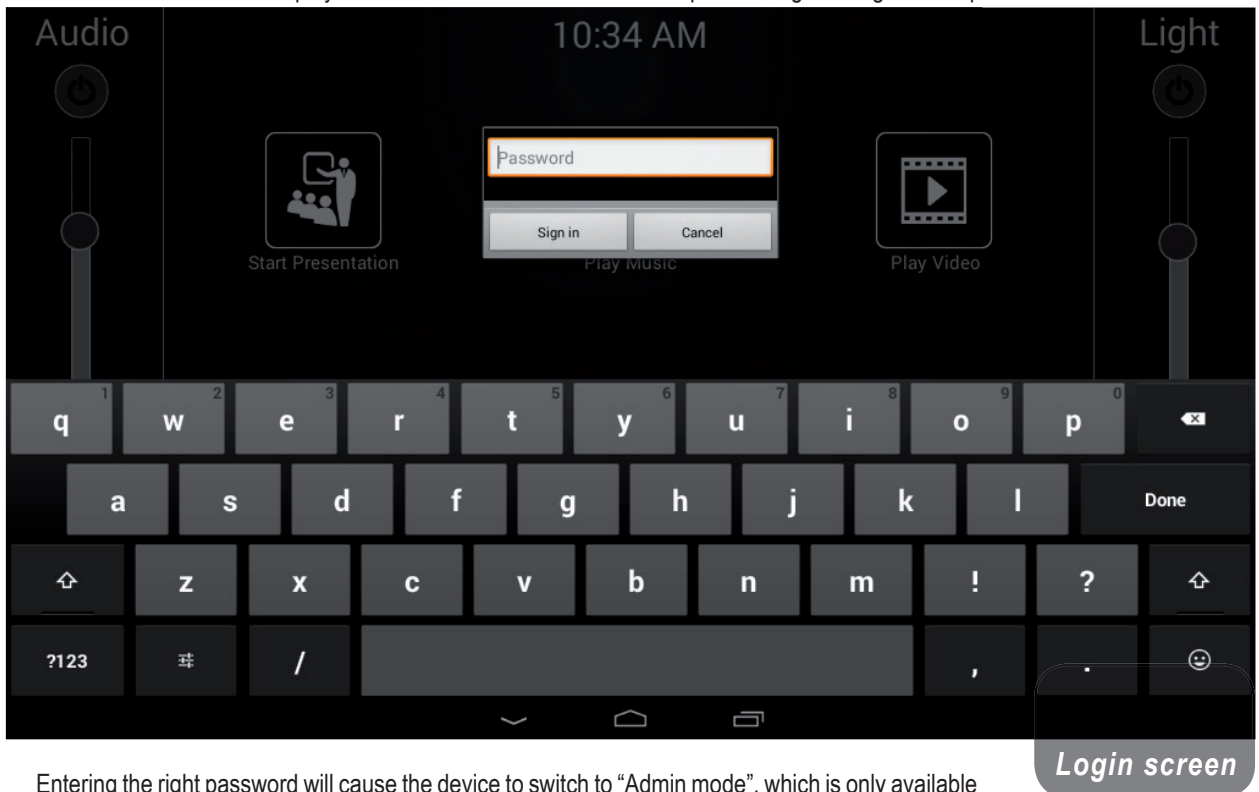 Audio
10:34 AM
Light
Password
Sign in
Cancel
Start Presentation
Play Music
Play Video
q 1 w 2 e 3 r 4 t 5 y 6 u 7 i 8 o 9 p 0
a s d f g h j k l Done
z x c v b n m ! ?
?123 / , .
Login screen
Entering the right password will cause the device to switch to “Admin mode”, which is only available